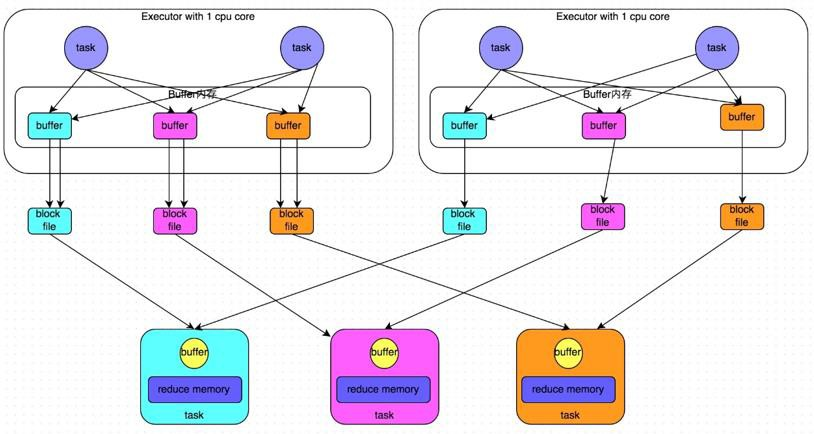 Executor with 1 cpu core
Executor with 1 cpu core
task
task
task
task
Buffer内存
Buffer内存
buffer
buffer
buffer
buffer
buffer
buffer
block
file
block
file
block
file
block
file
block
file
block
file
buffer
buffer
buffer
reduce memory
reduce memory
reduce memory
task
task
task